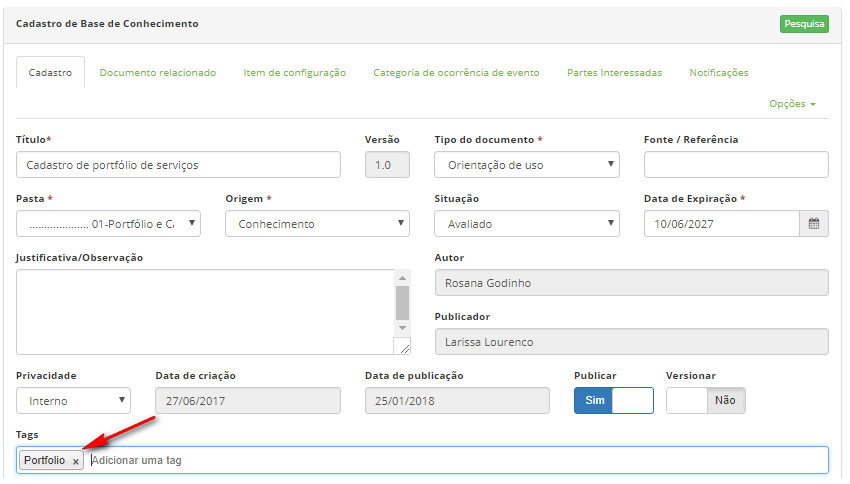 Cadastro de Base de Conhecimento Pesquisa
Cadastro Documento relacionado Item de configuração Categoria de ocorrência de evento Partes Interessadas Notificações
Opções
Título* Versão Tipo do documento * Fonte / Referência
Cadastro de portfólio de serviços 1.0 Orientação de uso
Pasta * Origem * Situação Data de Expiração *
.................... 01-Portfólio e Ca Conhecimento Avaliado 10/06/2027
Justificativa/Observação Autor
Rosana Godinho
Publicador
Larissa Lourenco
Privacidade Data de criação Data de publicação Publicar Versionar
Interno 27/06/2017 25/01/2018 Sim Não
Tags
Portfolio x Adicionar uma tag